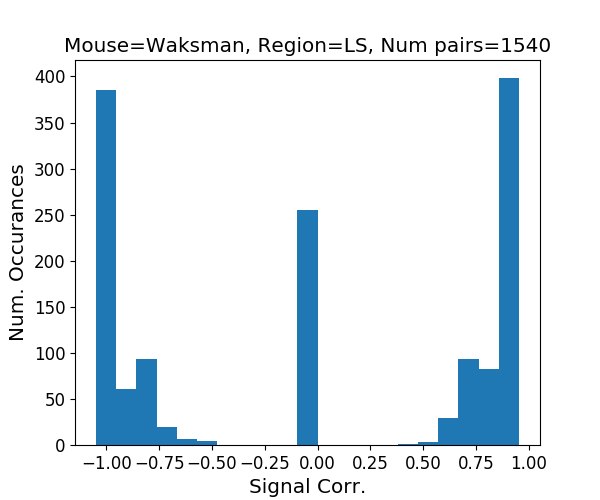 Mouse=Waksman, Region=LS, Num pairs=1540
Num. Occurances
400
350
300
250
200
150
100
50
0
−1.00 −0.75 −0.50 −0.25 0.00 0.25 0.50 0.75 1.00
Signal Corr.